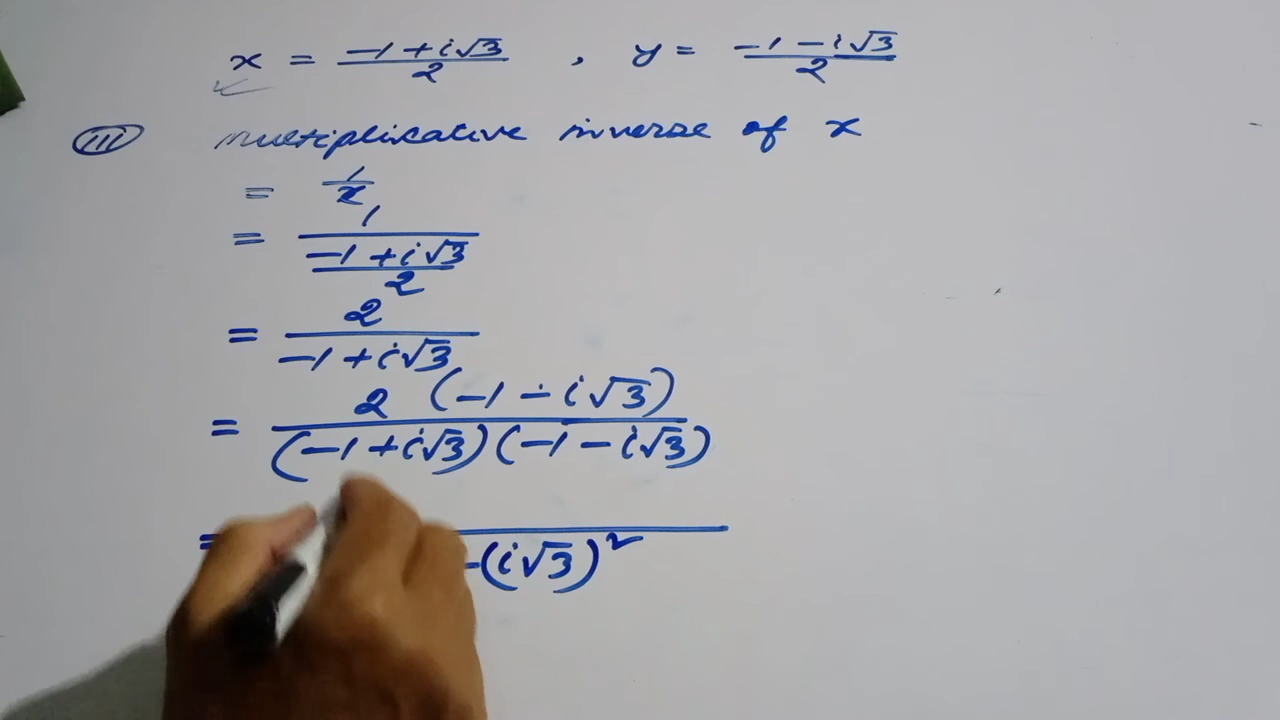 x = (-1 + i√3)/2 , y = (-1 - i√3)/2
(III) multiplicative inverse of x
= 1/x
= 1/((-1 + i√3)/2)
= 2/(-1 + i√3)
= 2 (-1 - i√3)/((-1 + i√3)(-1 - i√3))
= -(i√3)²